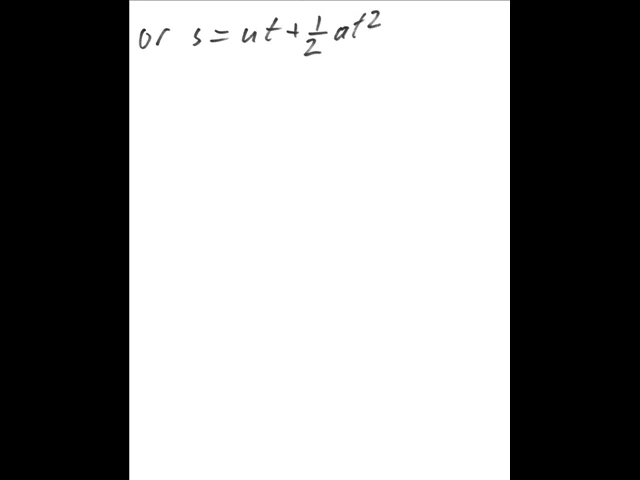 or s = ut + 1/2 at²